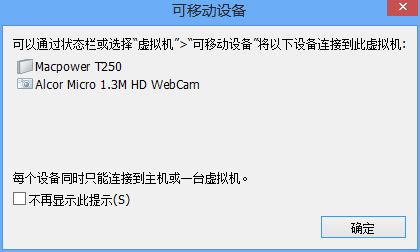 可移动设备
可以通过状态栏或选择“虚拟机”>“可移动设备”将以下设备连接到此虚拟机:
Macpower T250
Alcor Micro 1.3M HD WebCam
每个设备同时只能连接到主机或一台虚拟机。
不再显示此提示(S)
确定